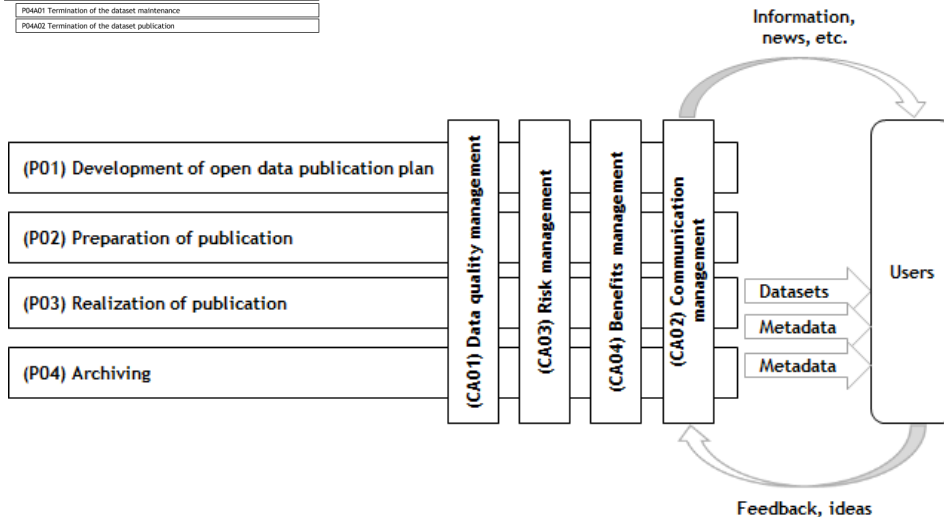 P04A01 Termination of the dataset maintenance
P04A02 Termination of the dataset publication
Information,
news, etc.
(P01) Development of open data publication plan
(P02) Preparation of publication
(P03) Realization of publication
(P04) Archiving
(CA01) Data quality management
(CA03) Risk management
(CA04) Benefits management
(CA02) Communication
management
Datasets
Metadata
Metadata
Users
Feedback, ideas